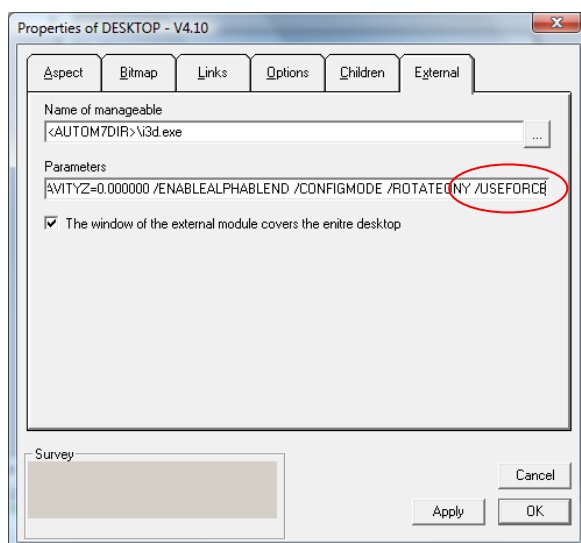 Properties of DESKTOP - V4.10
Aspect Bitmap Links Options Children External
Name of manageable
<AUTOM7DIR>\i3d.exe
...
Parameters
AVITYZ=0.000000 /ENABLEALPHABLEND /CONFIGMODE /ROTATEONY /USEFORCE
The window of the external module covers the enitre desktop
Survey
Cancel
Apply OK